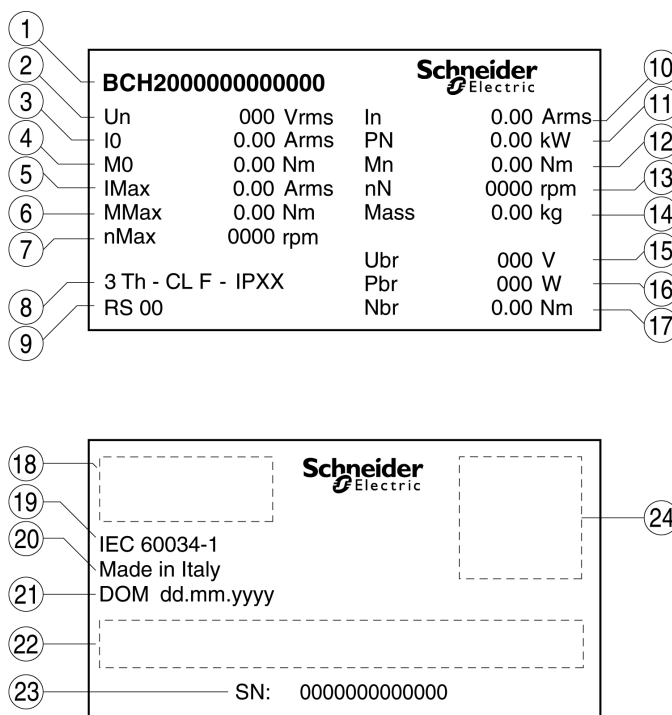 1
2
3
4
5
6
7
8
9
BCH2000000000000
Schneider
Electric
Un 000 Vrms In 0.00 Arms
I0 0.00 Arms PN 0.00 kW
M0 0.00 Nm Mn 0.00 Nm
IMax 0.00 Arms nN 0000 rpm
MMax 0.00 Nm Mass 0.00 kg
nMax 0000 rpm
Ubr 000 V
3 Th - CL F - IPXX Pbr 000 W
RS 00 Nbr 0.00 Nm
10
11
12
13
14
15
16
17
18
19
20
21
22
23
Schneider
Electric
IEC 60034-1
Made in Italy
DOM dd.mm.yyyy
SN: 0000000000000
24